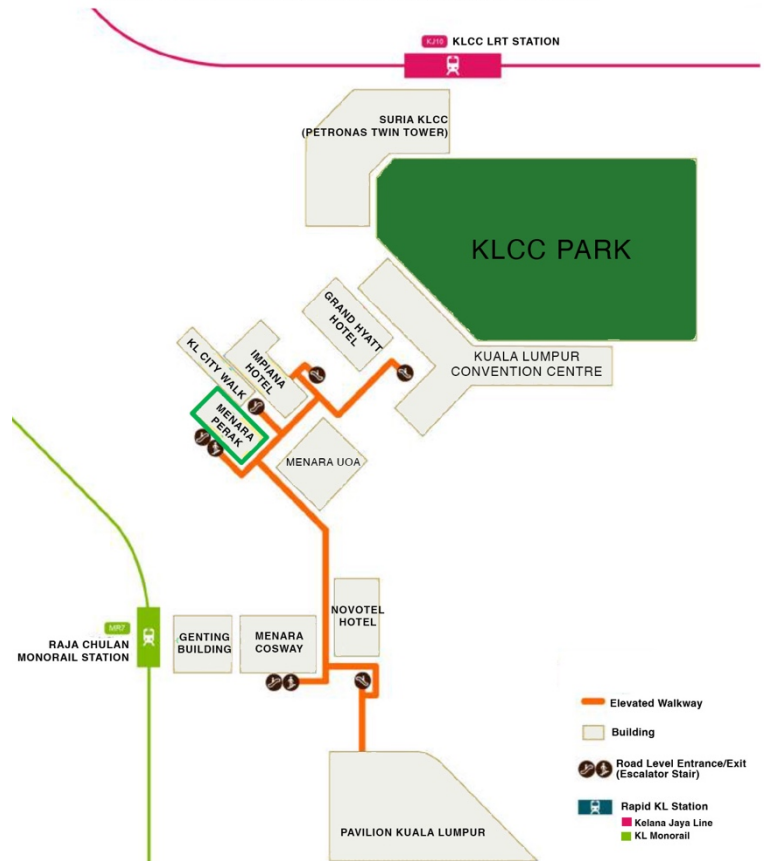 KJ10
KLCC LRT STATION
SURIA KLCC
(PETRONAS TWIN TOWER)
KLCC PARK
GRAND HYATT
HOTEL
IMPIANA
HOTEL
KL CITY WALK
KUALA LUMPUR
CONVENTION CENTRE
MENARA
PERAK
MENARA UOA
NOVOTEL
HOTEL
MR7
RAJA CHULAN
MONORAIL STATION
GENTING
BUILDING
MENARA
COSWAY
Elevated Walkway
Building
Road Level Entrance/Exit
(Escalator Stair)
Rapid KL Station
Kelana Jaya Line
KL Monorail
PAVILION KUALA LUMPUR